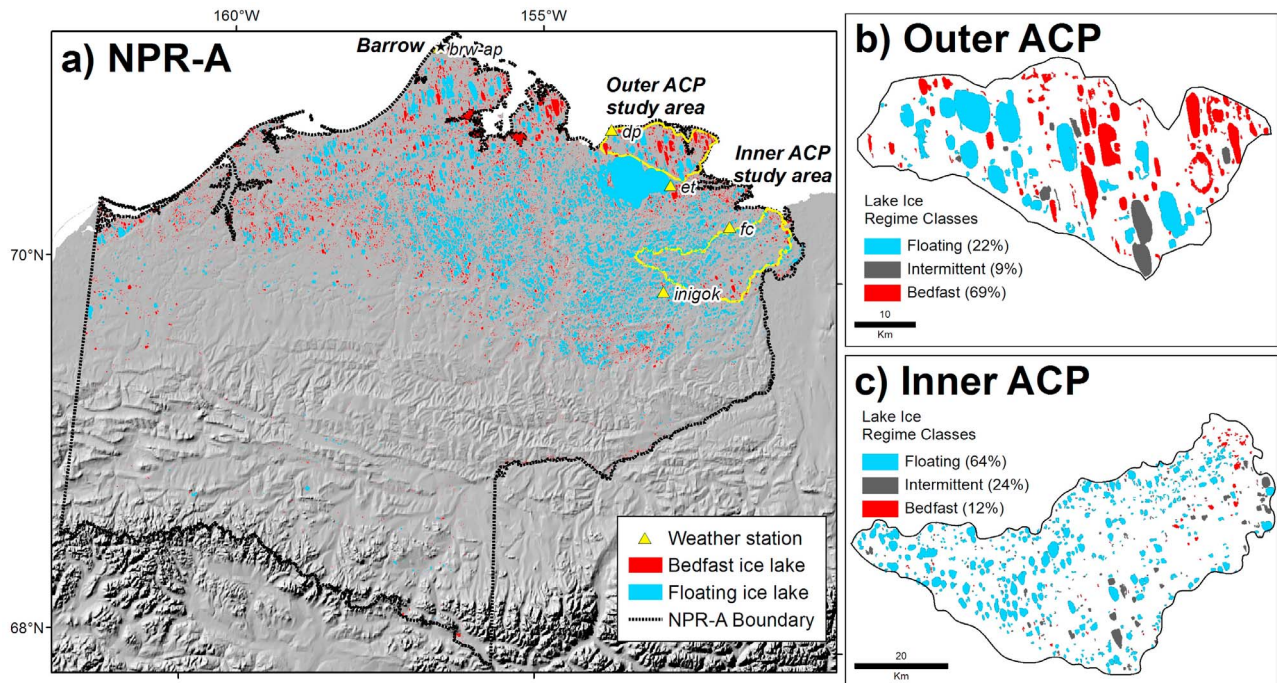 160°W
155°W
a) NPR-A
Barrow
brw-ap
Outer ACP
study area
dp
Inner ACP
study area
et
fc
70°N
inigok
Weather station
Bedfast ice lake
Floating ice lake
NPR-A Boundary
68°N
b) Outer ACP
Lake Ice
Regime Classes
Floating (22%)
Intermittent (9%)
Bedfast (69%)
10
Km
c) Inner ACP
Lake Ice
Regime Classes
Floating (64%)
Intermittent (24%)
Bedfast (12%)
20
Km